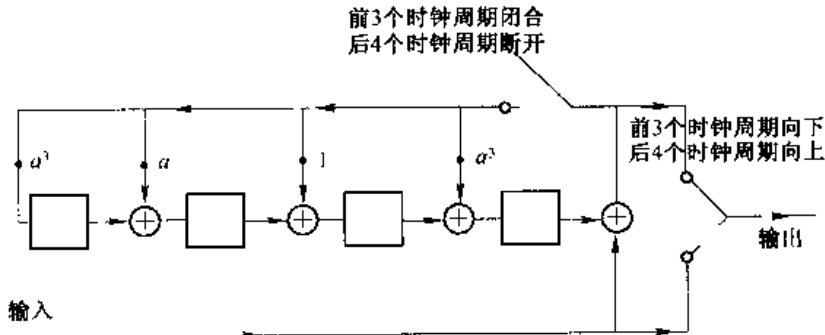 前3个时钟周期闭合
后4个时钟周期断开
前3个时钟周期向下
后4个时钟周期向上
a³ a 1 a³
输出
输入